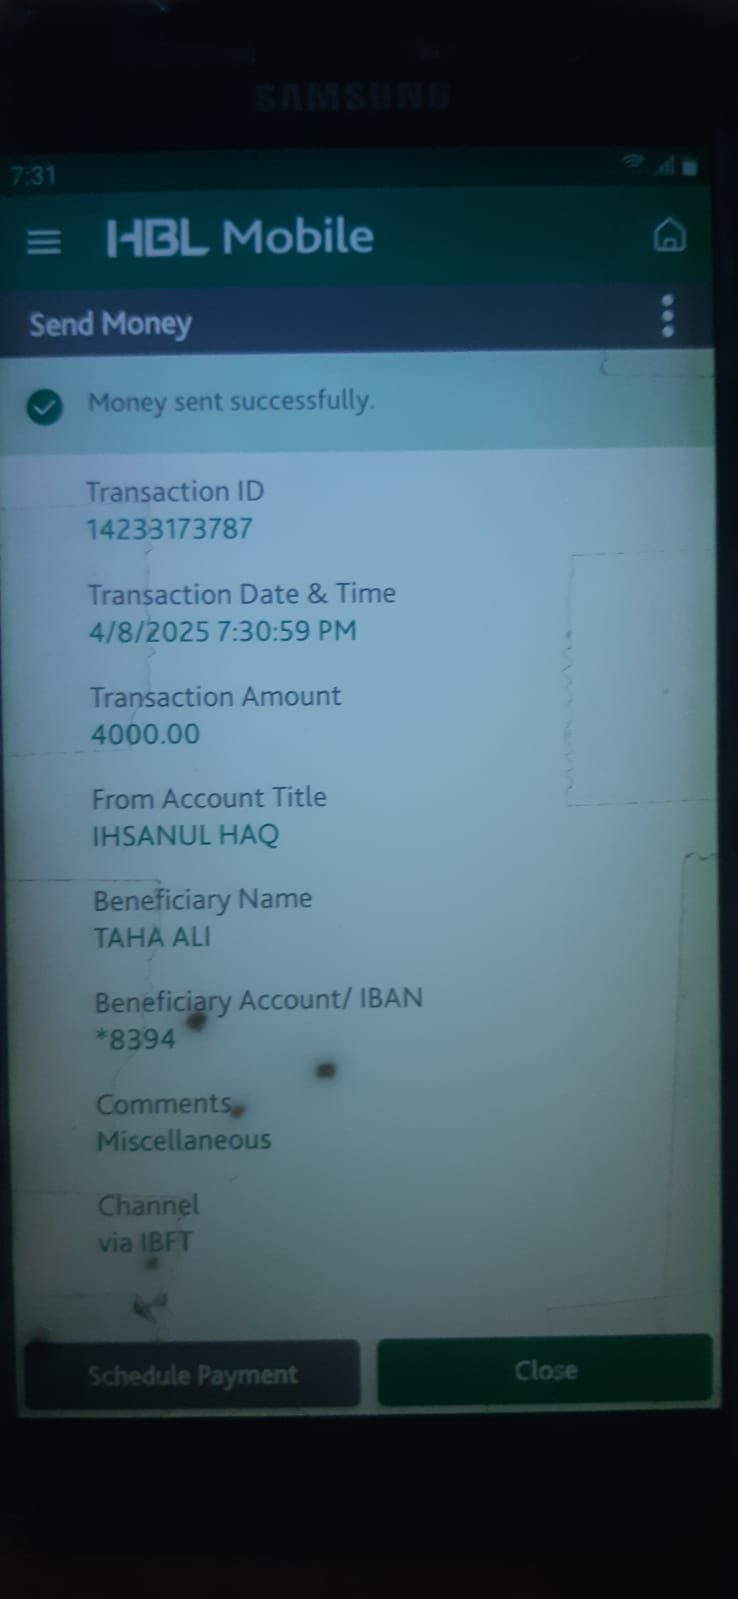 SAMSUNG
7:31
HBL Mobile
Send Money
Money sent successfully.
Transaction ID
14233173787
Transaction Date & Time
4/8/2025 7:30:59 PM
Transaction Amount
4000.00
From Account Title
IHSANUL HAQ
Beneficiary Name
TAHA ALI
Beneficiary Account/ IBAN
*8394
Comments
Miscellaneous
Channel
via IBFT
Schedule Payment
Close